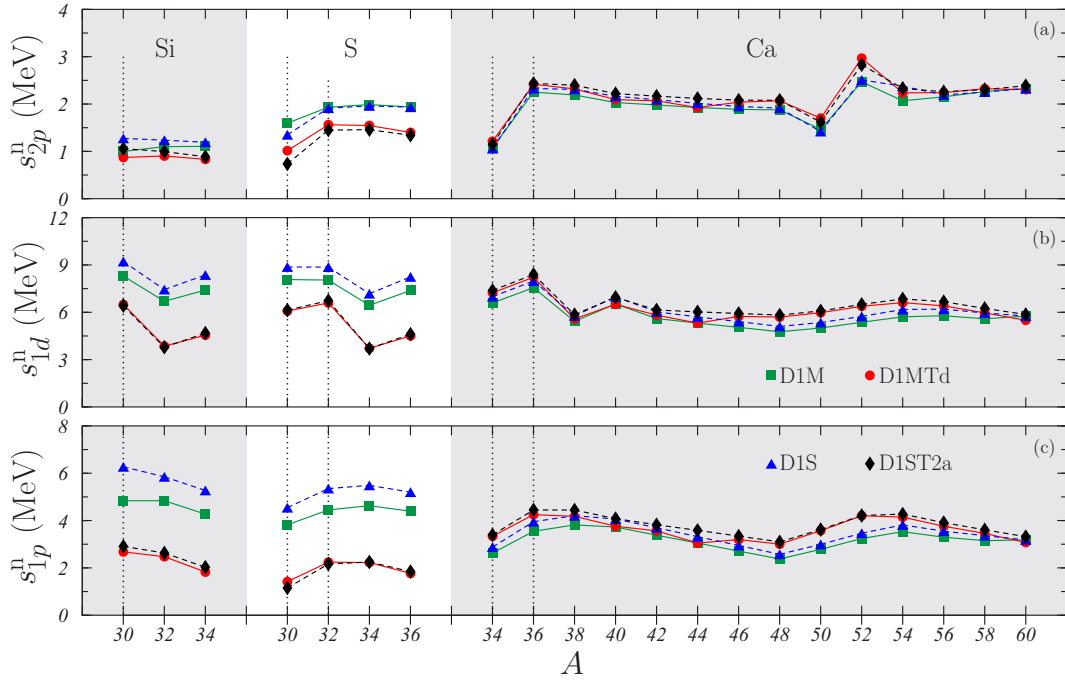 Si S Ca (a)
s^n_{2p} (MeV)
4
3
2
1
0
(b)
s^n_{1d} (MeV)
12
9
6
3
0
D1M D1MTd
(c)
s^n_{1p} (MeV)
8
6
4
2
0
D1S D1ST2a
30 32 34 30 32 34 36 34 36 38 40 42 44 46 48 50 52 54 56 58 60
A